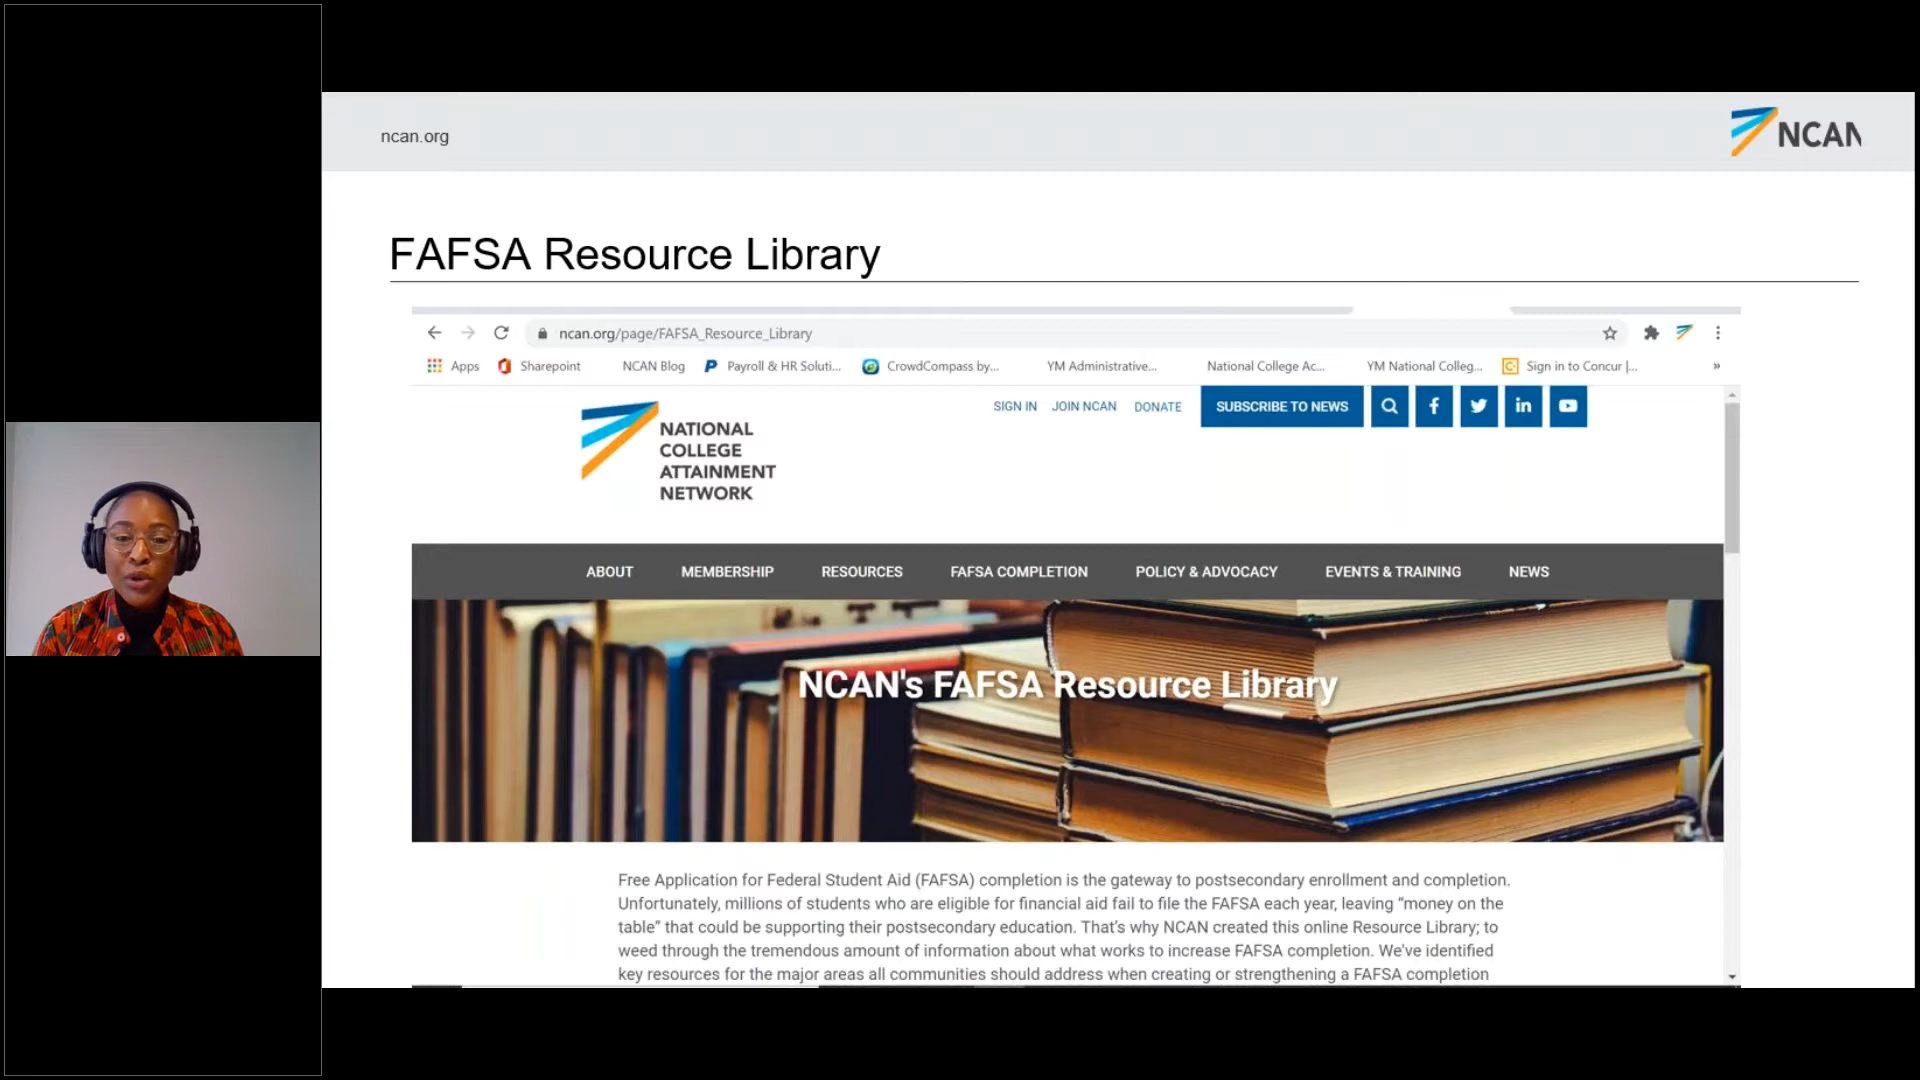 ncan.org
NCAN
FAFSA Resource Library
ncan.org/page/FAFSA_Resource_Library
Apps Sharepoint NCAN Blog Payroll & HR Soluti... CrowdCompass by... YM Administrative... National College Ac... YM National Colleg... Sign in to Concur |... »
SIGN IN JOIN NCAN DONATE SUBSCRIBE TO NEWS
NATIONAL
COLLEGE
ATTAINMENT
NETWORK
ABOUT MEMBERSHIP RESOURCES FAFSA COMPLETION POLICY & ADVOCACY EVENTS & TRAINING NEWS
NCAN's FAFSA Resource Library
Free Application for Federal Student Aid (FAFSA) completion is the gateway to postsecondary enrollment and completion.
Unfortunately, millions of students who are eligible for financial aid fail to file the FAFSA each year, leaving “money on the
table” that could be supporting their postsecondary education. That's why NCAN created this online Resource Library; to
weed through the tremendous amount of information about what works to increase FAFSA completion. We've identified
key resources for the major areas all communities should address when creating or strengthening a FAFSA completion